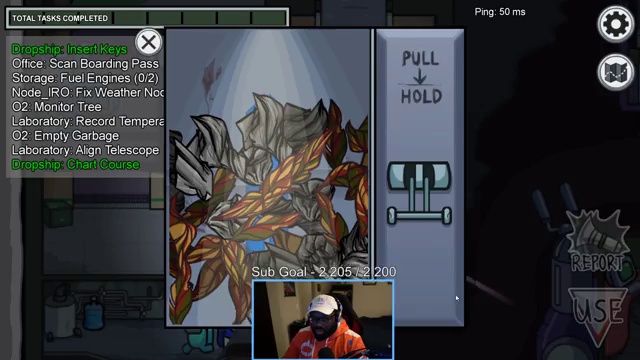 TOTAL TASKS COMPLETED
Ping: 50 ms
Dropship: Insert Keys
Office: Scan Boarding Pass
Storage: Fuel Engines (0/2)
Node_IRO: Fix Weather Noc
O2: Monitor Tree
Laboratory: Record Tempera
O2: Empty Garbage
Laboratory: Align Telescope
Dropship: Chart Course
PULL
HOLD
REPORT
USE
Sub Goal - 2,205 / 2,200